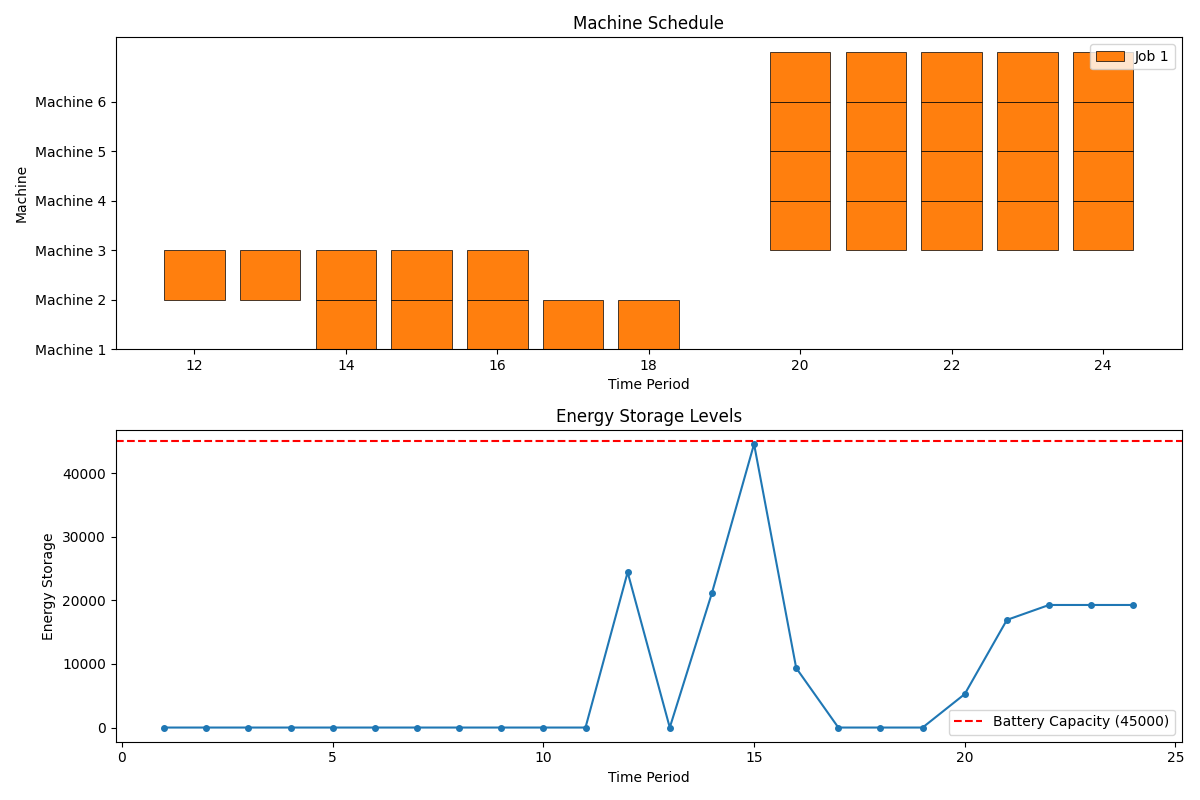 Machine Schedule
Job 1
Machine
Machine 6
Machine 5
Machine 4
Machine 3
Machine 2
Machine 1
12 14 16 18 20 22 24
Time Period
Energy Storage Levels
Energy Storage
40000
30000
20000
10000
0
Battery Capacity (45000)
0 5 10 15 20 25
Time Period